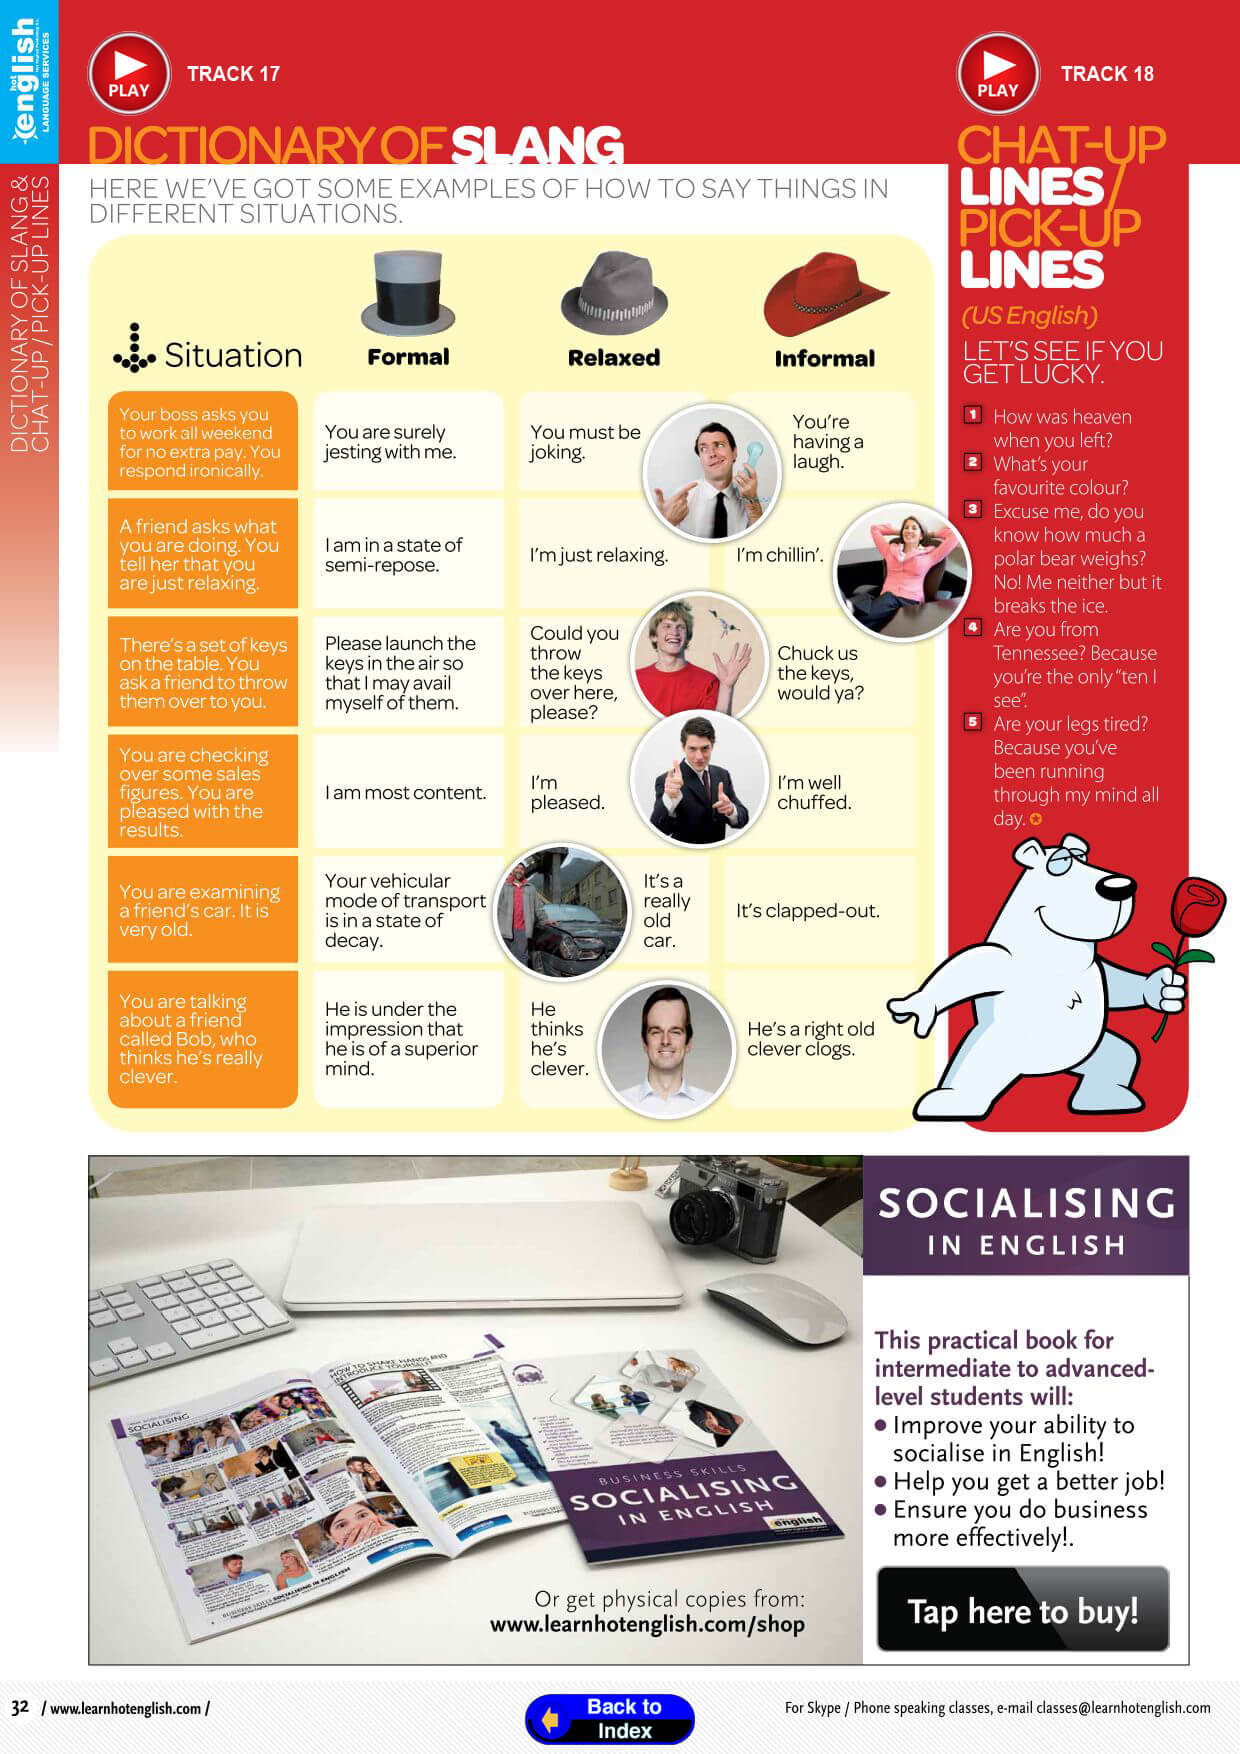 hot
english
LANGUAGE SERVICES
DICTIONARY OF SLANG &
CHAT-UP / PICK-UP LINES
PLAY
TRACK 17
DICTIONARY OF SLANG
HERE WE'VE GOT SOME EXAMPLES OF HOW TO SAY THINGS IN
DIFFERENT SITUATIONS.
Situation
Formal
Relaxed
Informal
Your boss asks you
to work all weekend
for no extra pay. You
respond ironically.
You are surely
jesting with me.
You must be
joking.
You're
having a
laugh.
A friend asks what
you are doing. You
tell her that you
are just relaxing.
I am in a state of
semi-repose.
I'm just relaxing.
I'm chillin'.
There's a set of keys
on the table. You
ask a friend to throw
them over to you.
Please launch the
keys in the air so
that I may avail
myself of them.
Could you
throw
the keys
over here,
please?
Chuck us
the keys,
would ya?
You are checking
over some sales
figures. You are
pleased with the
results.
I am most content.
I'm
pleased.
I'm well
chuffed.
You are examining
a friend's car. It is
very old.
Your vehicular
mode of transport
is in a state of
decay.
It's a
really
old
car.
It's clapped-out.
You are talking
about a friend
called Bob, who
thinks he's really
clever.
He is under the
impression that
he is of a superior
mind.
He
thinks
he's
clever.
He's a right old
clever clogs.
PLAY
TRACK 18
CHAT-UP
LINES /
PICK-UP
LINES
(US English)
LET'S SEE IF YOU
GET LUCKY.
1 How was heaven
when you left?
2 What's your
favourite colour?
3 Excuse me, do you
know how much a
polar bear weighs?
No! Me neither but it
breaks the ice.
4 Are you from
Tennessee? Because
you're the only "ten I
see".
5 Are your legs tired?
Because you've
been running
through my mind all
day.
HOW TO SHAKE HANDS AND
INTRODUCE YOURSELF!
SOCIALISING
BUSINESS SKILLS
SOCIALISING
IN ENGLISH
english
BUSINESS SKILLS SOCIALISING IN ENGLISH
Or get physical copies from:
www.learnhotenglish.com/shop
SOCIALISING
IN ENGLISH
This practical book for
intermediate to advanced-
level students will:
• Improve your ability to
socialise in English!
• Help you get a better job!
• Ensure you do business
more effectively!.
Tap here to buy!
32 / www.learnhotenglish.com /
Back to
Index
For Skype / Phone speaking classes, e-mail classes@learnhotenglish.com